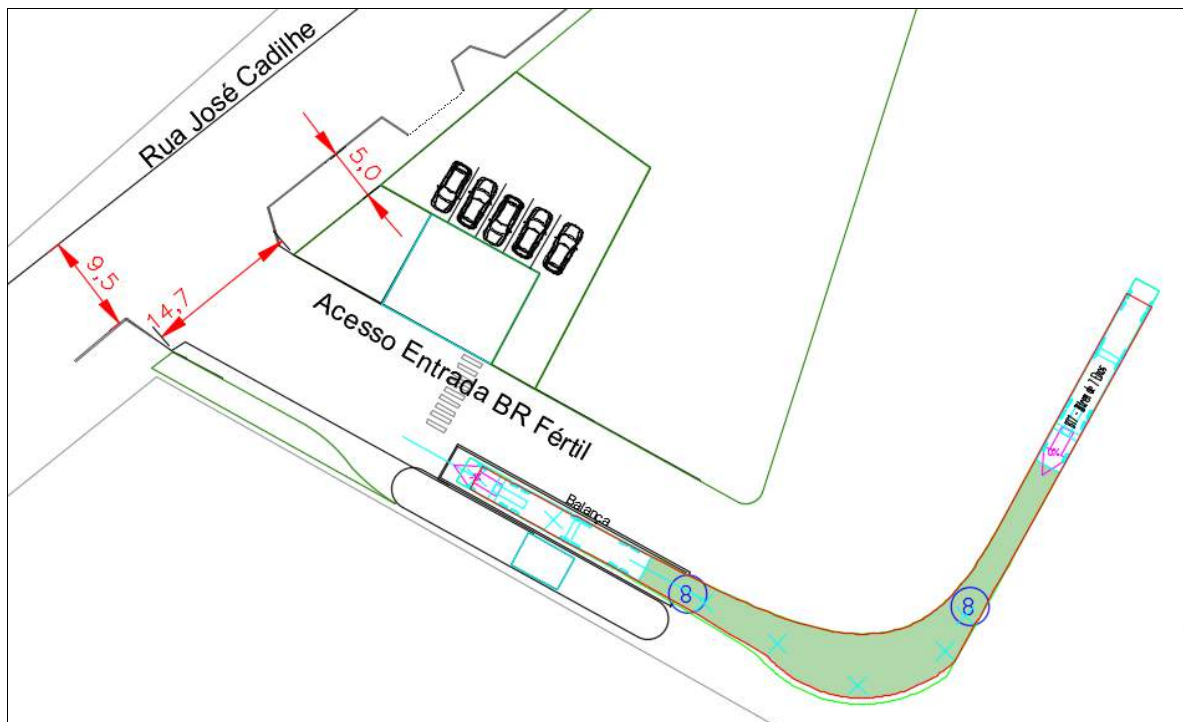 Rua José Cadilhe
5,0
9,5
14,7
Acesso Entrada BR Fértil
Balança
8
8